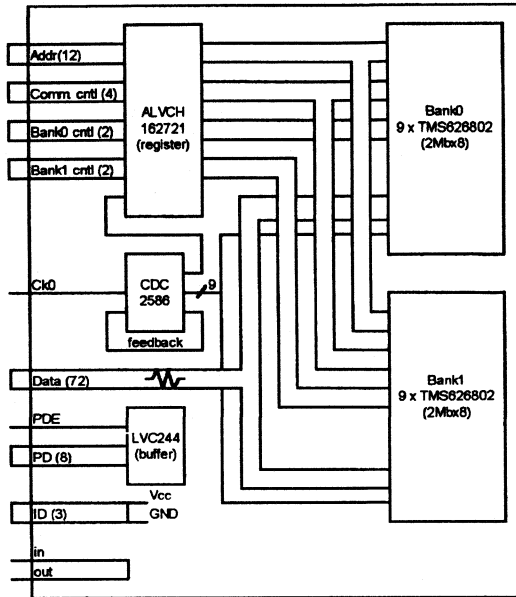 Addr(12)
Comm. cntl (4)
Bank0 cntl (2)
Bank1 cntl (2)
ALVCH
162721
(register)
Bank0
9 x TMS626802
(2Mbx8)
Ck0
CDC
2586
9
feedback
Data (72)
Bank1
9 x TMS626802
(2Mbx8)
PDE
PD (8)
LVC244
(buffer)
Vcc
ID (3)
GND
in
out